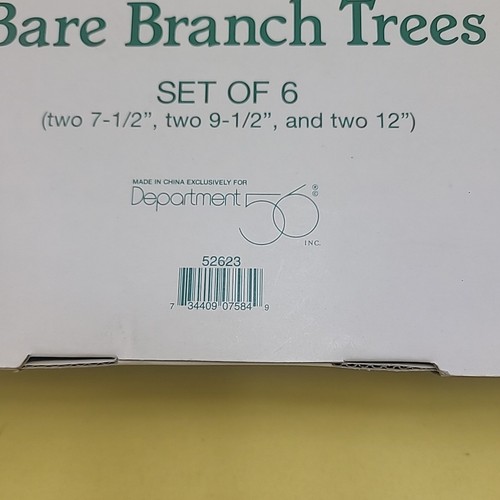 Bare Branch Trees
SET OF 6
(two 7-1/2", two 9-1/2", and two 12")
MADE IN CHINA EXCLUSIVELY FOR
Department 56 ® ©
INC.
52623
7 34409 07584 9